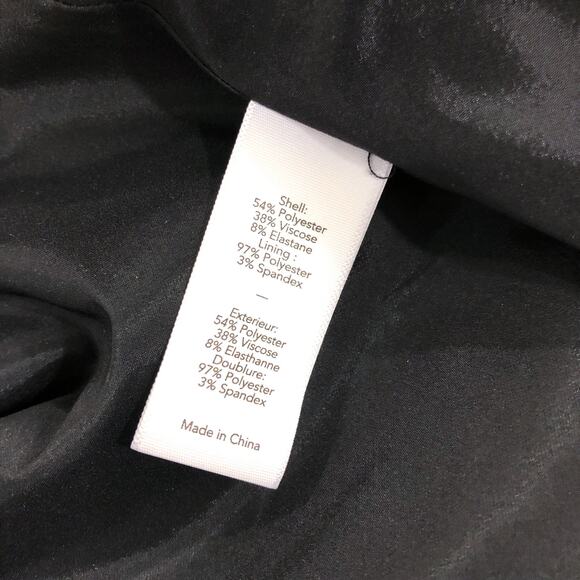 Shell:
54% Polyester
38% Viscose
8% Elastane
Lining :
97% Polyester
3% Spandex
—
Exterieur:
54% Polyester
38% Viscose
8% Elasthanne
Doublure:
97% Polyester
3% Spandex
Made in China